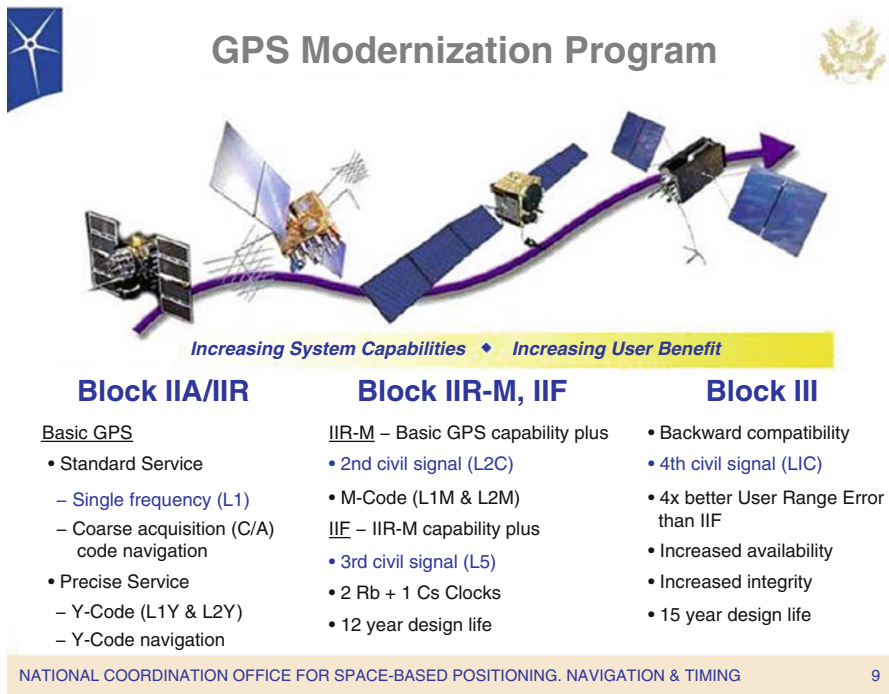 GPS Modernization Program
Increasing System Capabilities ◆ Increasing User Benefit
Block IIA/IIR
Basic GPS
• Standard Service
– Single frequency (L1)
– Coarse acquisition (C/A)
code navigation
• Precise Service
– Y-Code (L1Y & L2Y)
– Y-Code navigation
Block IIR-M, IIF
IIR-M – Basic GPS capability plus
• 2nd civil signal (L2C)
• M-Code (L1M & L2M)
IIF – IIR-M capability plus
• 3rd civil signal (L5)
• 2 Rb + 1 Cs Clocks
• 12 year design life
Block III
• Backward compatibility
• 4th civil signal (LIC)
• 4x better User Range Error
than IIF
• Increased availability
• Increased integrity
• 15 year design life
NATIONAL COORDINATION OFFICE FOR SPACE-BASED POSITIONING. NAVIGATION & TIMING 9